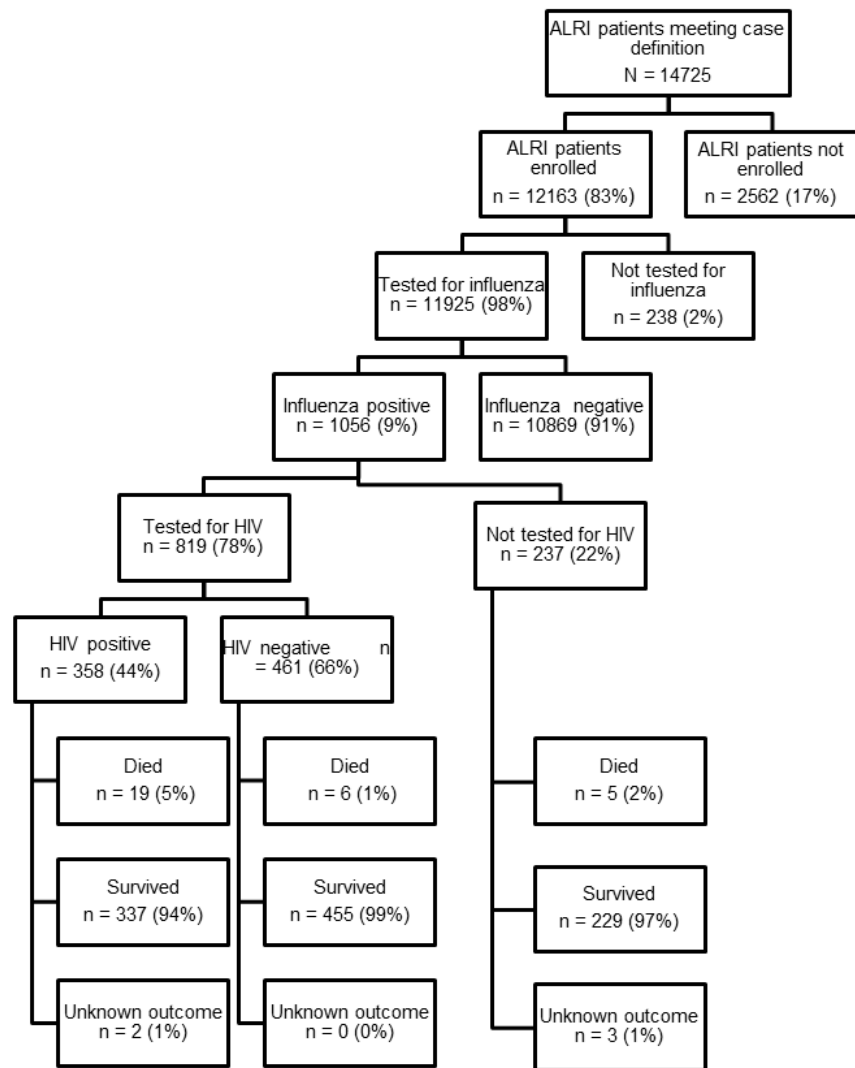 ALRI patients meeting case
definition
N = 14725
ALRI patients
enrolled
n = 12163 (83%)
ALRI patients not
enrolled
n = 2562 (17%)
Tested for influenza
n = 11925 (98%)
Not tested for
influenza
n = 238 (2%)
Influenza positive
n = 1056 (9%)
Influenza negative
n = 10869 (91%)
Tested for HIV
n = 819 (78%)
Not tested for HIV
n = 237 (22%)
HIV positive
n = 358 (44%)
HIV negative n
= 461 (66%)
Died
n = 19 (5%)
Died
n = 6 (1%)
Died
n = 5 (2%)
Survived
n = 337 (94%)
Survived
n = 455 (99%)
Survived
n = 229 (97%)
Unknown outcome
n = 2 (1%)
Unknown outcome
n = 0 (0%)
Unknown outcome
n = 3 (1%)